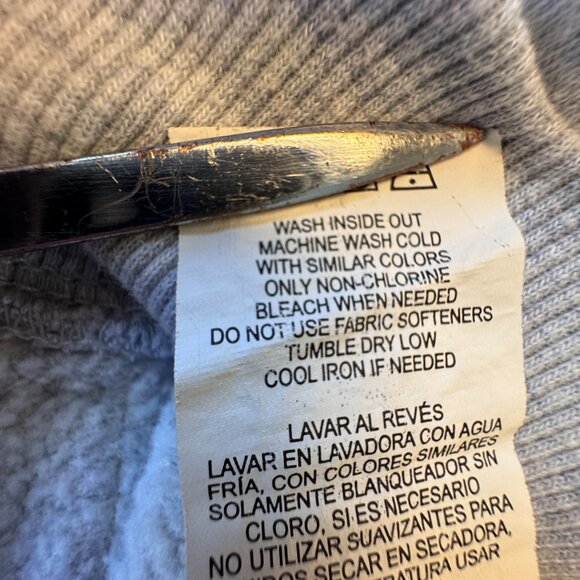 WASH INSIDE OUT
MACHINE WASH COLD
WITH SIMILAR COLORS
ONLY NON-CHLORINE
BLEACH WHEN NEEDED
DO NOT USE FABRIC SOFTENERS
TUMBLE DRY LOW
COOL IRON IF NEEDED
LAVAR AL REVÉS
LAVAR EN LAVADORA CON AGUA
FRÍA, CON COLORES SIMILARES
SOLAMENTE BLANQUEADOR SIN
CLORO, SI ES NECESARIO
NO UTILIZAR SUAVIZANTES PARA
SECAR EN SECADORA,
USAR